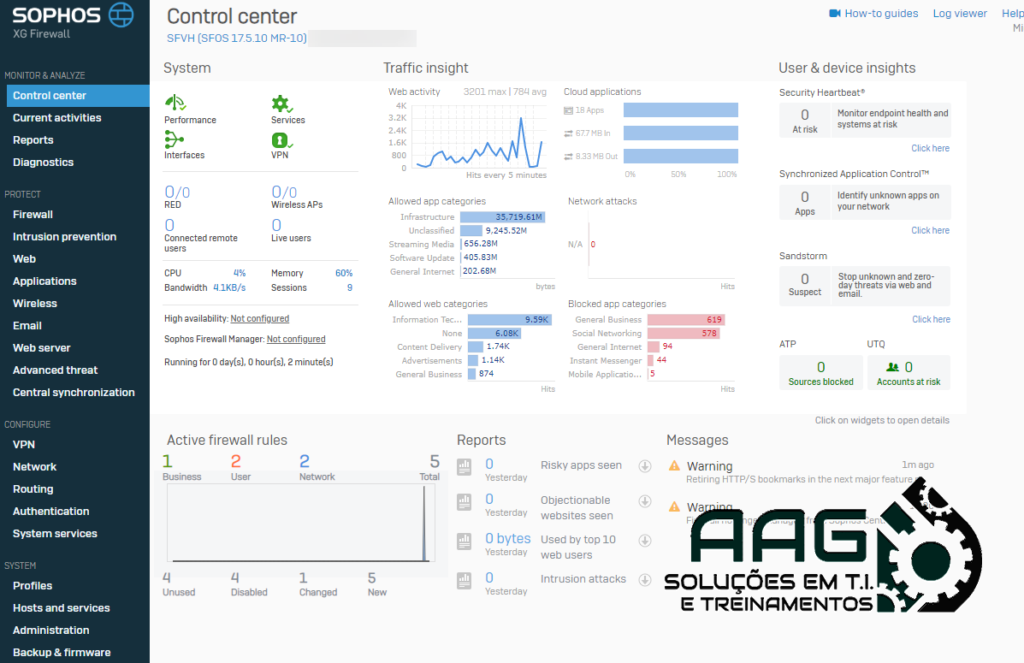 SOPHOS
XG Firewall
MONITOR & ANALYZE
Control center
Current activities
Reports
Diagnostics
PROTECT
Firewall
Intrusion prevention
Web
Applications
Wireless
Email
Web server
Advanced threat
Central synchronization
CONFIGURE
VPN
Network
Routing
Authentication
System services
SYSTEM
Profiles
Hosts and services
Administration
Backup & firmware
Control center
SFVH (SFOS 17.5.10 MR-10)
How-to guides Log viewer Help
Mi
System
Performance Services
Interfaces VPN
0/0 0/0
RED Wireless APs
0 0
Connected remote Live users
users
CPU 4% Memory 60%
Bandwidth 4.1KB/s Sessions 9
High availability: Not configured
Sophos Firewall Manager: Not configured
Running for 0 day(s), 0 hour(s), 2 minute(s)
Traffic insight
Web activity 3201 max | 784 avg
4K
3.2K
2.4K
1.6K
800
0
Hits every 5 minutes
Cloud applications
18 Apps
67.7 MB In
8.33 MB Out
0% 50% 100%
Allowed app categories
Infrastructure 35,719.61M
Unclassified 9,245.52M
Streaming Media 656.28M
Software Update 405.83M
General Internet 202.68M
bytes
Network attacks
N/A 0
Hits
Allowed web categories
Information Tec... 9.59K
None 6.08K
Content Delivery 1.74K
Advertisements 1.14K
General Business 874
Hits
Blocked app categories
General Business 619
Social Networking 578
General Internet 94
Instant Messenger 44
Mobile Applicatio... 5
Hits
User & device insights
Security Heartbeat®
0
At risk
Monitor endpoint health and
systems at risk
Click here
Synchronized Application Control™
0
Apps
Identify unknown apps on
your network
Click here
Sandstorm
0
Suspect
Stop unknown and zero-
day threats via web and
email.
Click here
ATP UTQ
0 0
Sources blocked Accounts at risk
Click on widgets to open details
Active firewall rules
1 2 2 5
Business User Network Total
4 4 1 5
Unused Disabled Changed New
Reports
0 Risky apps seen
Yesterday
0 Objectionable
Yesterday websites seen
0 bytes Used by top 10
Yesterday web users
0 Intrusion attacks
Yesterday
Messages
Warning 1m ago
Retiring HTTP/S bookmarks in the next major feature
Warning
AAG
SOLUÇÕES EM T.I.
E TREINAMENTOS